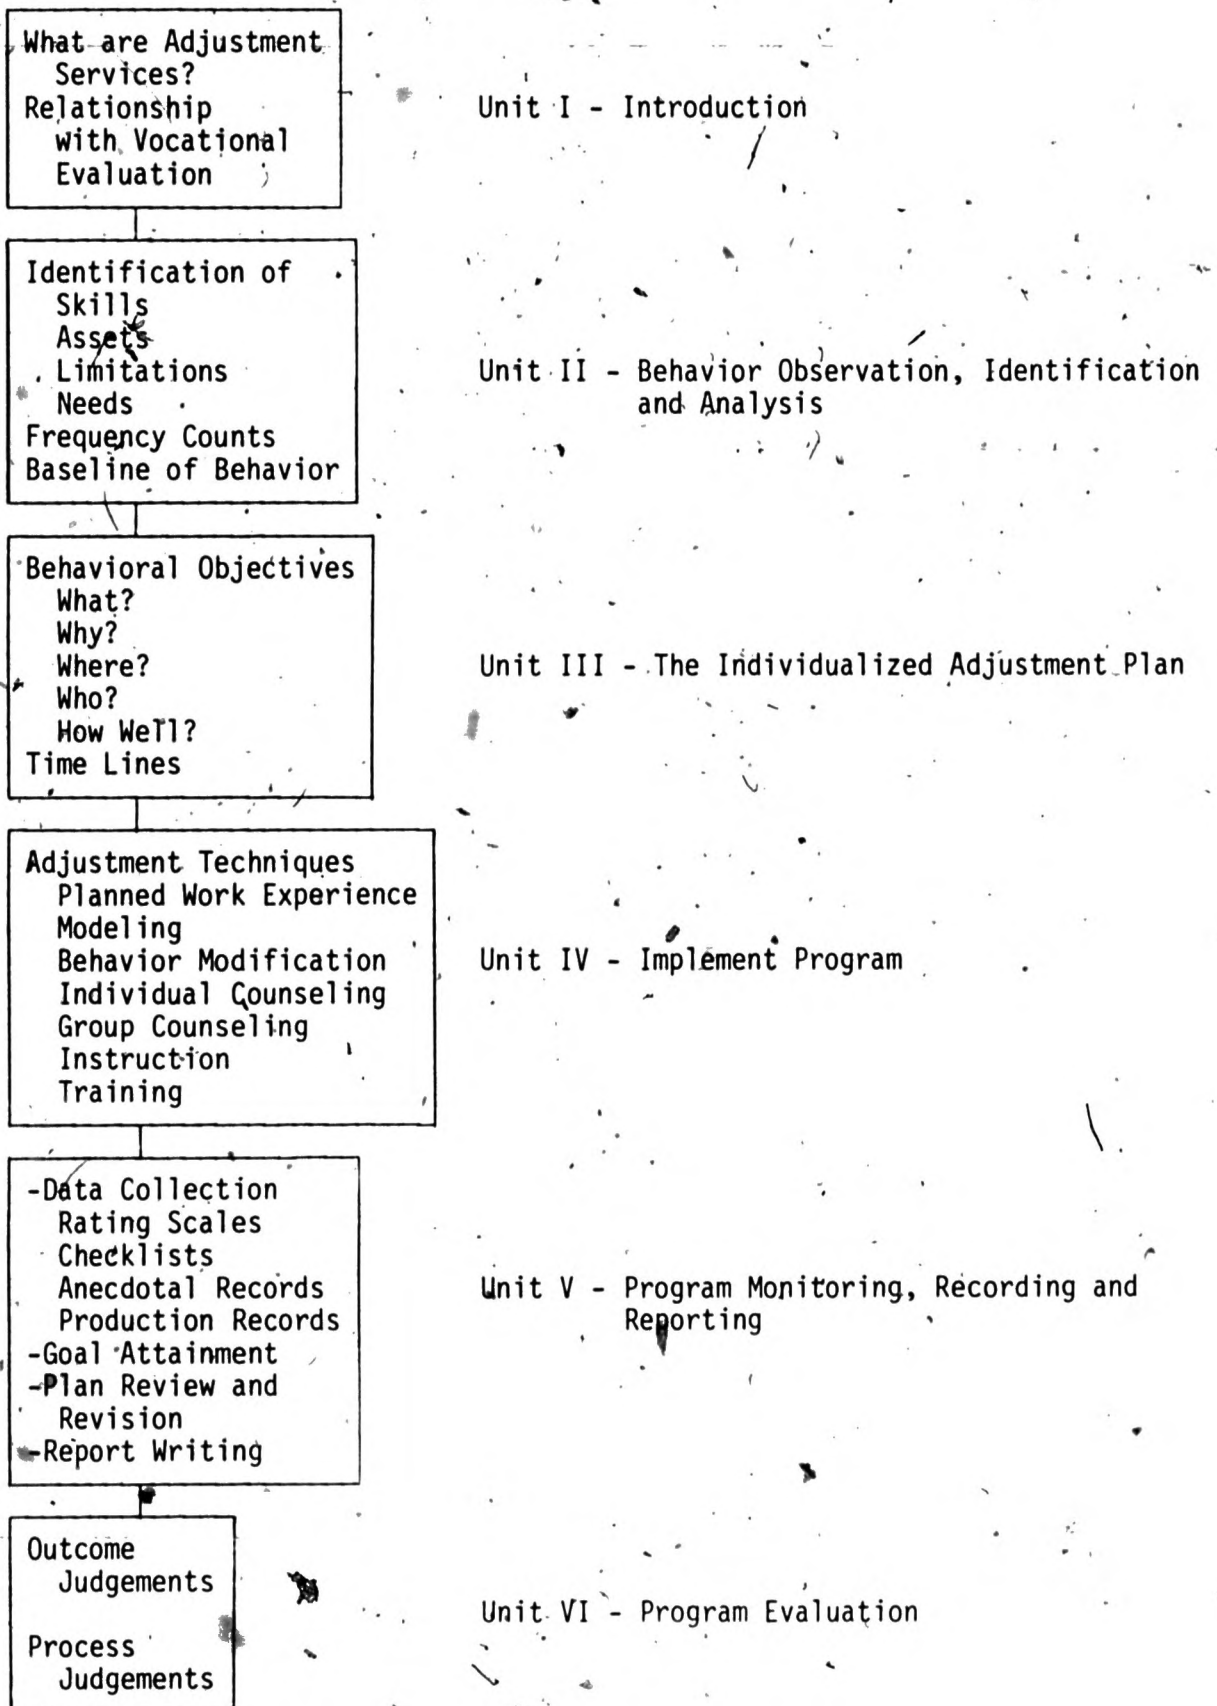 What are Adjustment
Services?
Relationship
with Vocational
Evaluation
Unit I - Introduction
Identification of
Skills
Assets
Limitations
Needs
Frequency Counts
Baseline of Behavior
Unit II - Behavior Observation, Identification
and Analysis
Behavioral Objectives
What?
Why?
Where?
Who?
How Well?
Time Lines
Unit III - The Individualized Adjustment Plan
Adjustment Techniques
Planned Work Experience
Modeling
Behavior Modification
Individual Counseling
Group Counseling
Instruction
Training
Unit IV - Implement Program
-Data Collection
Rating Scales
Checklists
Anecdotal Records
Production Records
-Goal Attainment
-Plan Review and
Revision
-Report Writing
Unit V - Program Monitoring, Recording and
Reporting
Outcome
Judgements
Process
Judgements
Unit VI - Program Evaluation